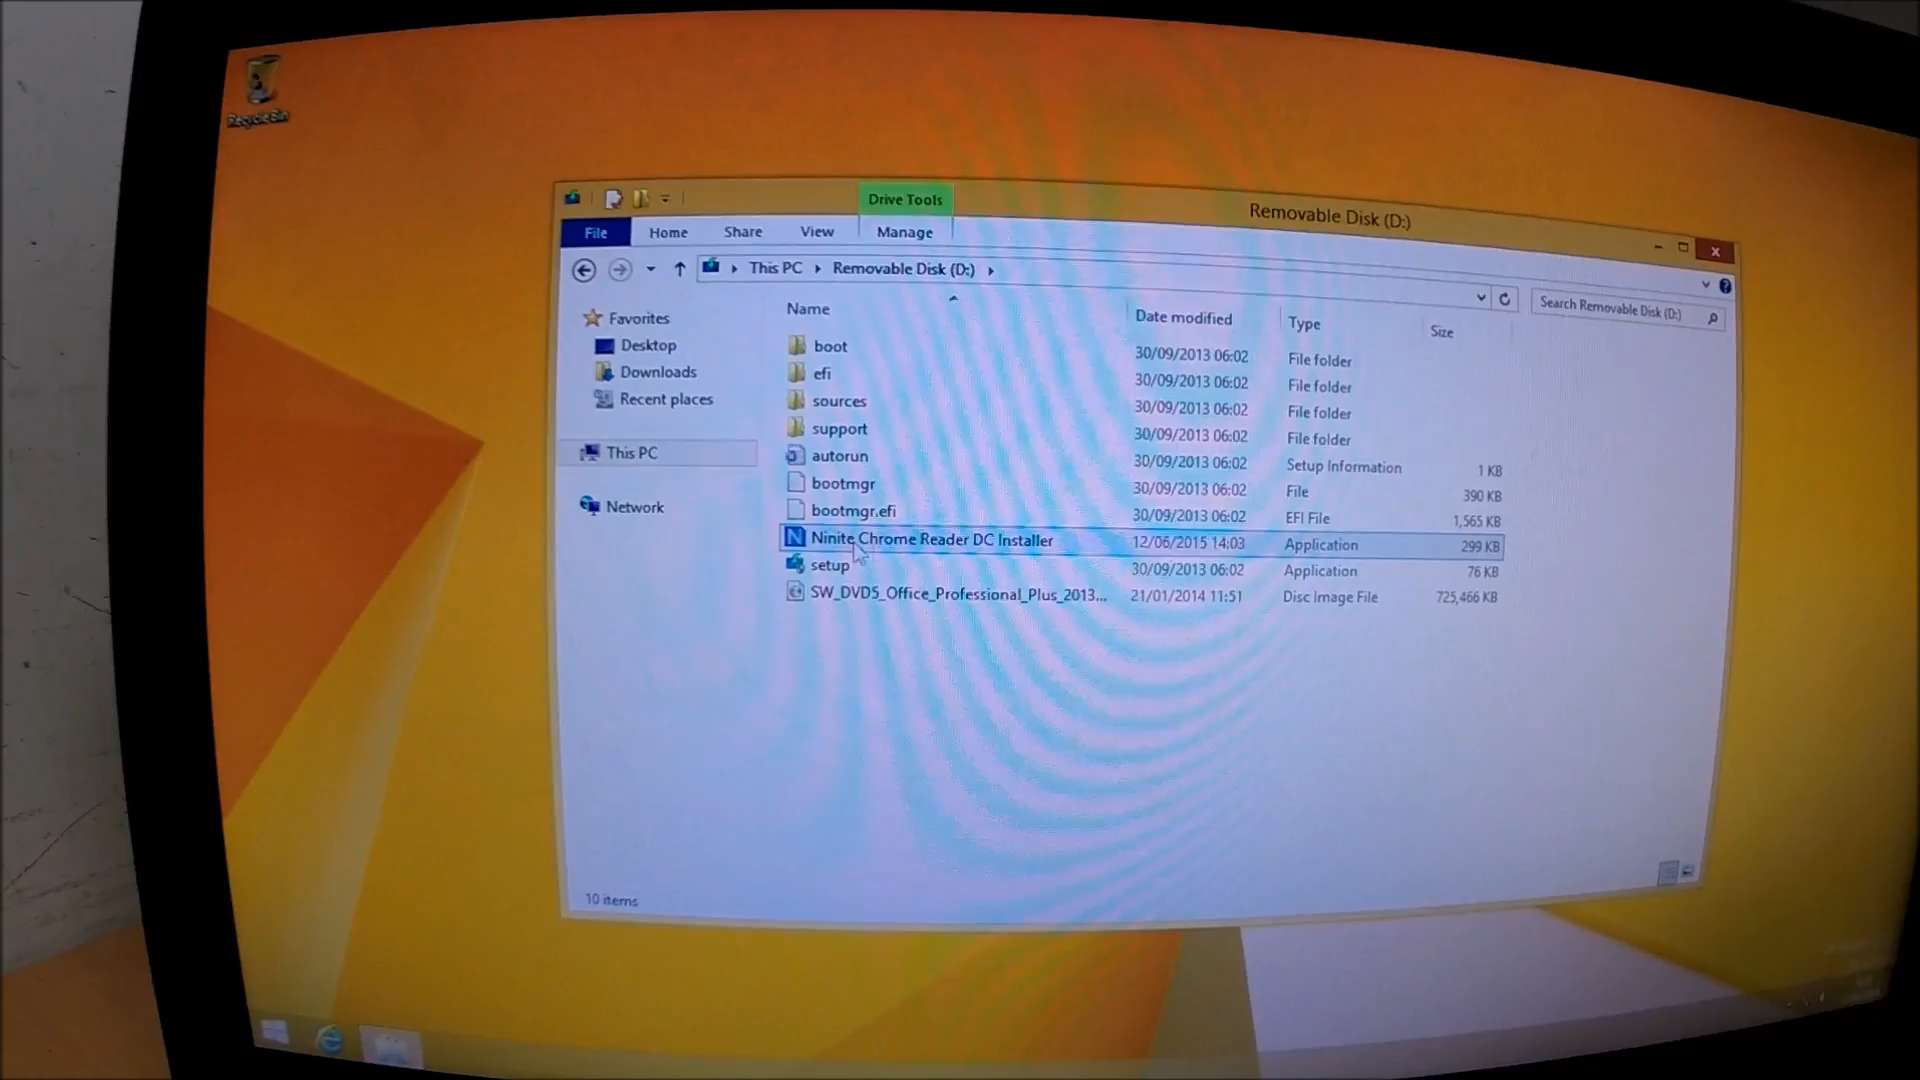 Recycle Bin
Drive Tools
Removable Disk (D:)
File Home Share View Manage
This PC Removable Disk (D:)
Search Removable Disk (D:)
Name Date modified Type Size
Favorites
Desktop
Downloads
Recent places
This PC
Network
boot 30/09/2013 06:02 File folder
efi 30/09/2013 06:02 File folder
sources 30/09/2013 06:02 File folder
support 30/09/2013 06:02 File folder
autorun 30/09/2013 06:02 Setup Information 1 KB
bootmgr 30/09/2013 06:02 File 390 KB
bootmgr.efi 30/09/2013 06:02 EFI File 1,565 KB
Ninite Chrome Reader DC Installer 12/06/2015 14:03 Application 299 KB
setup 30/09/2013 06:02 Application 76 KB
SW_DVD5_Office_Professional_Plus_2013... 21/01/2014 11:51 Disc Image File 725,466 KB
10 items